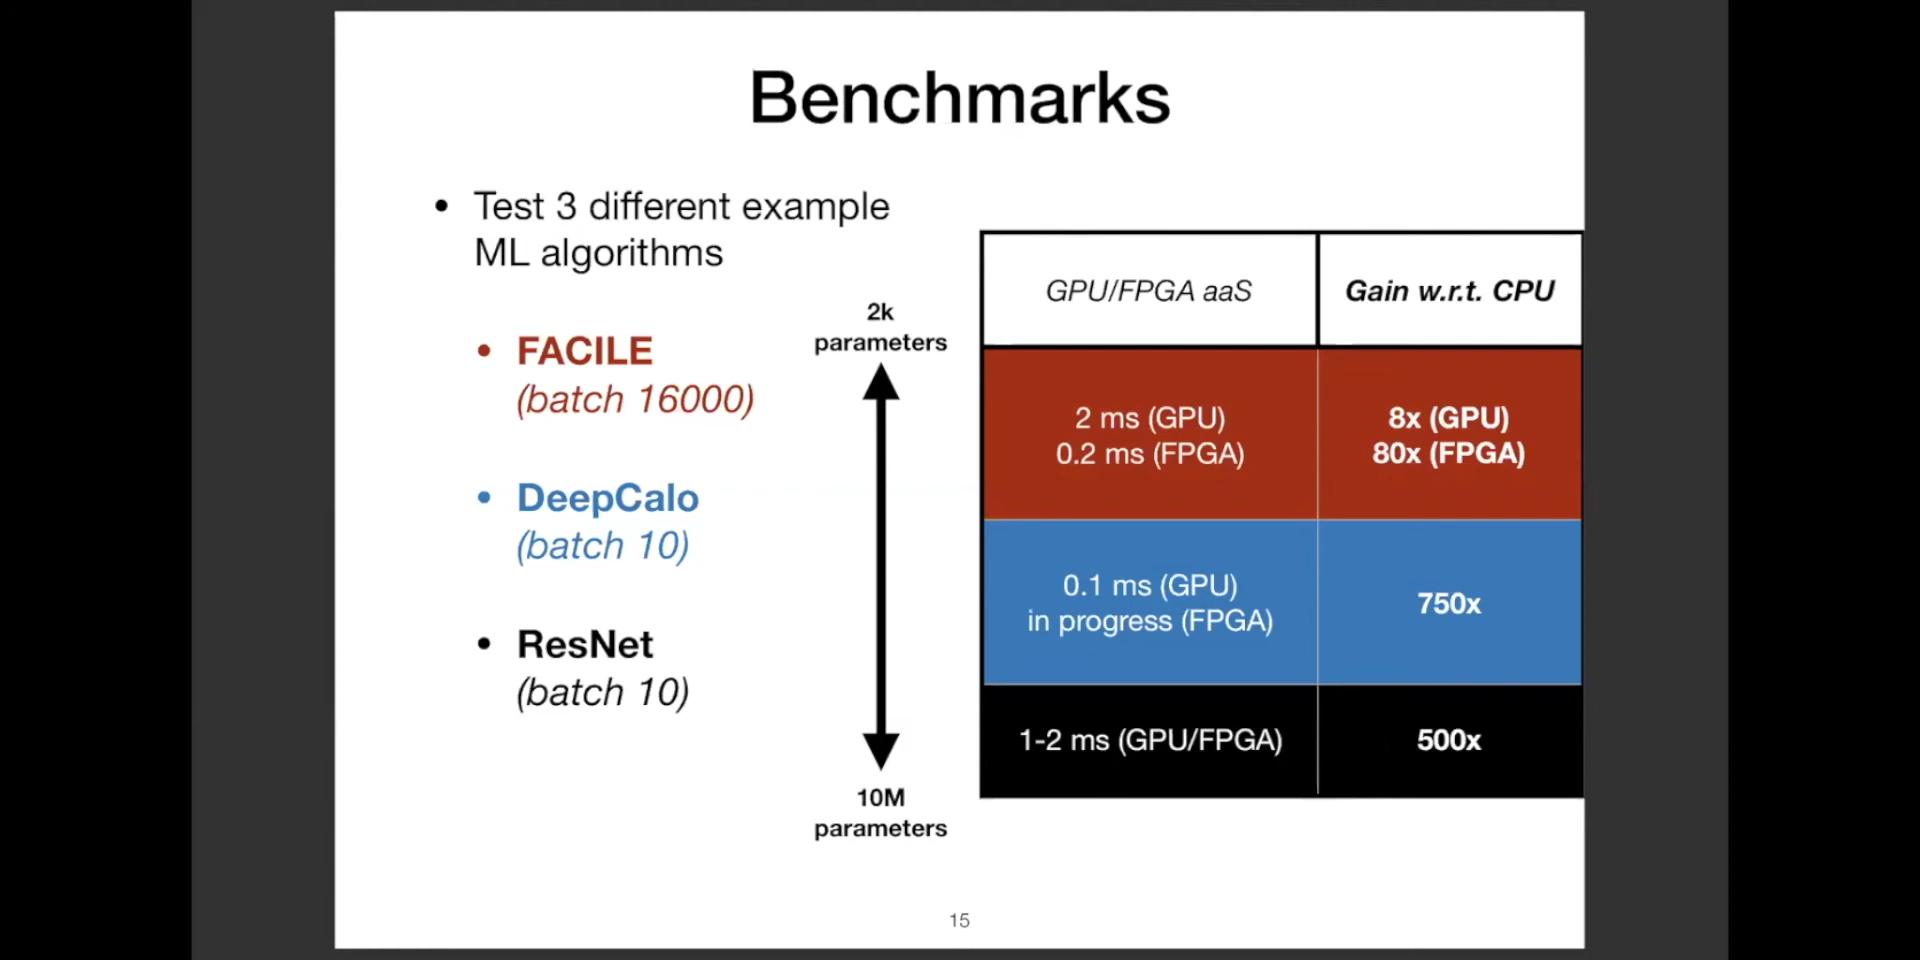 Benchmarks
• Test 3 different example
ML algorithms
• FACILE
(batch 16000)
• DeepCalo
(batch 10)
• ResNet
(batch 10)
2k
parameters
10M
parameters
GPU/FPGA aaS
Gain w.r.t. CPU
2 ms (GPU)
0.2 ms (FPGA)
8x (GPU)
80x (FPGA)
0.1 ms (GPU)
in progress (FPGA)
750x
1-2 ms (GPU/FPGA)
500x
15